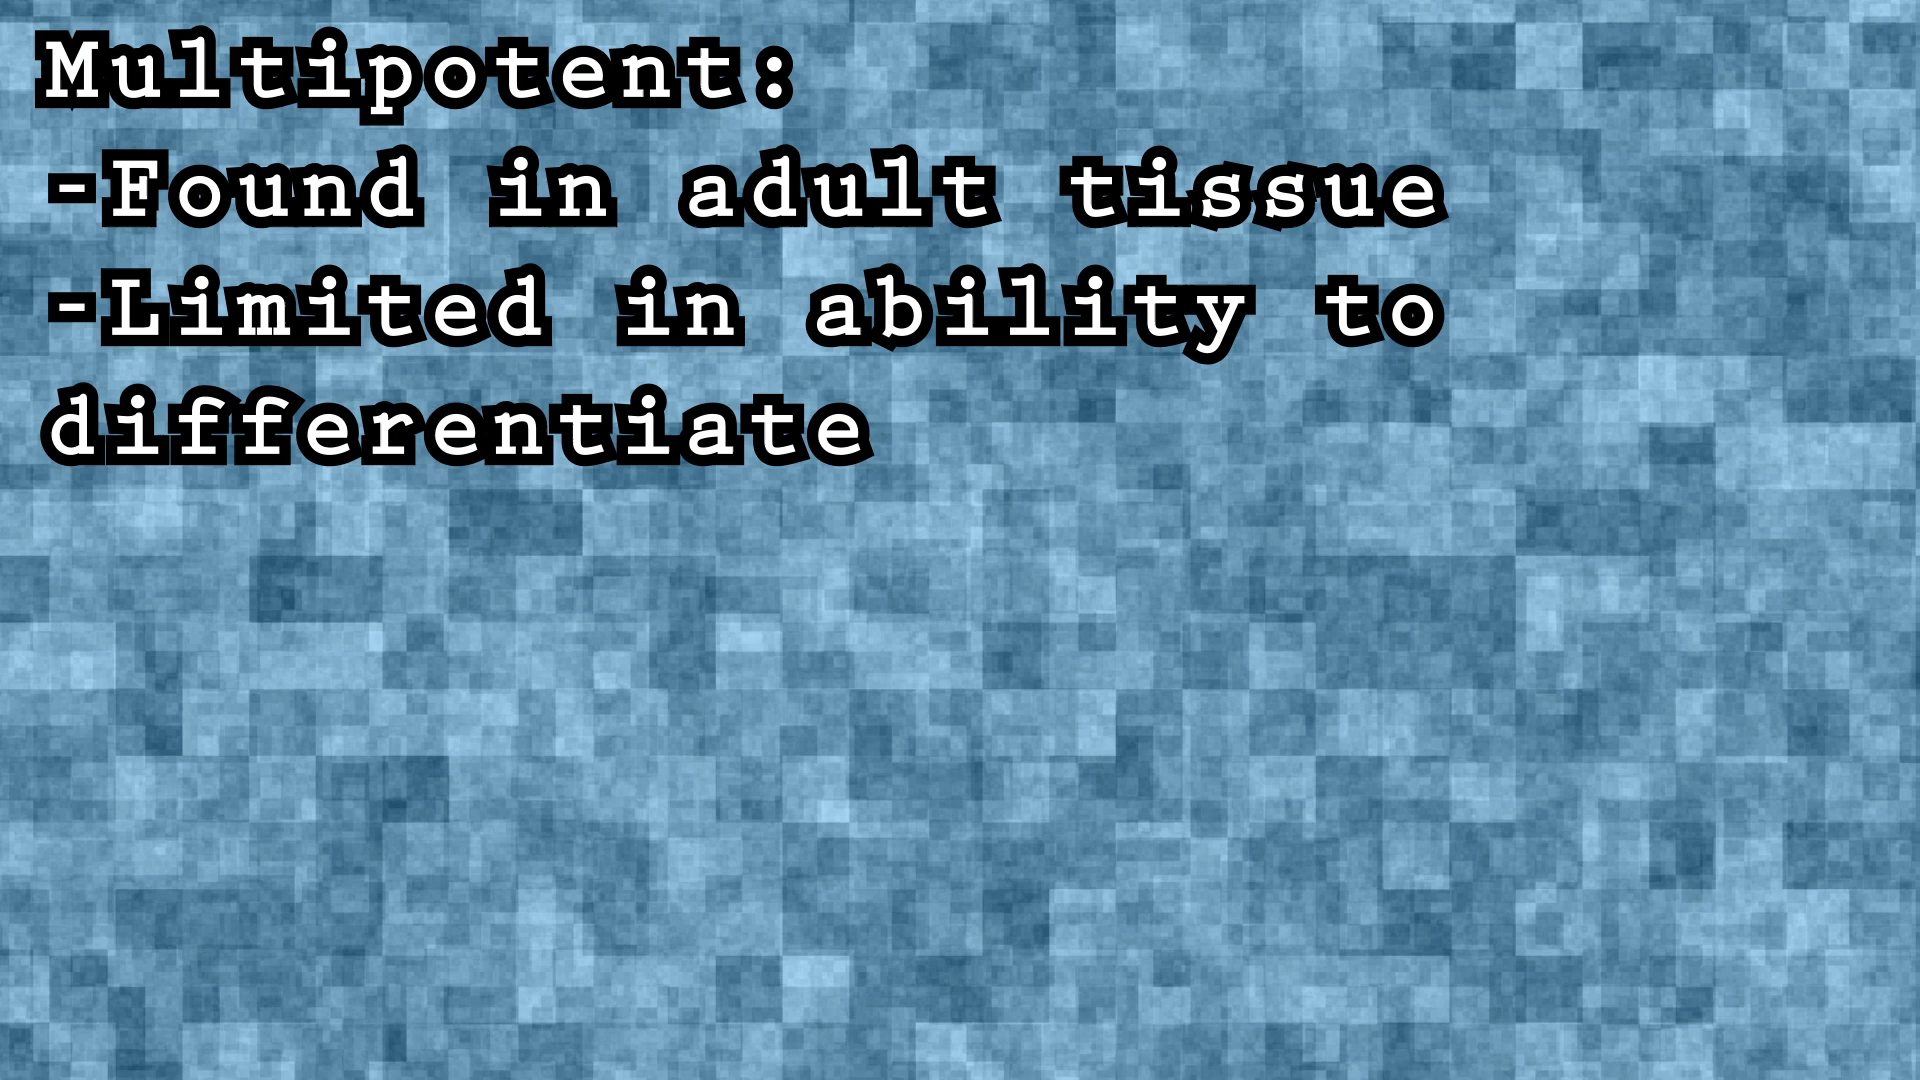 Multipotent:
-Found in adult tissue
-Limited in ability to
differentiate